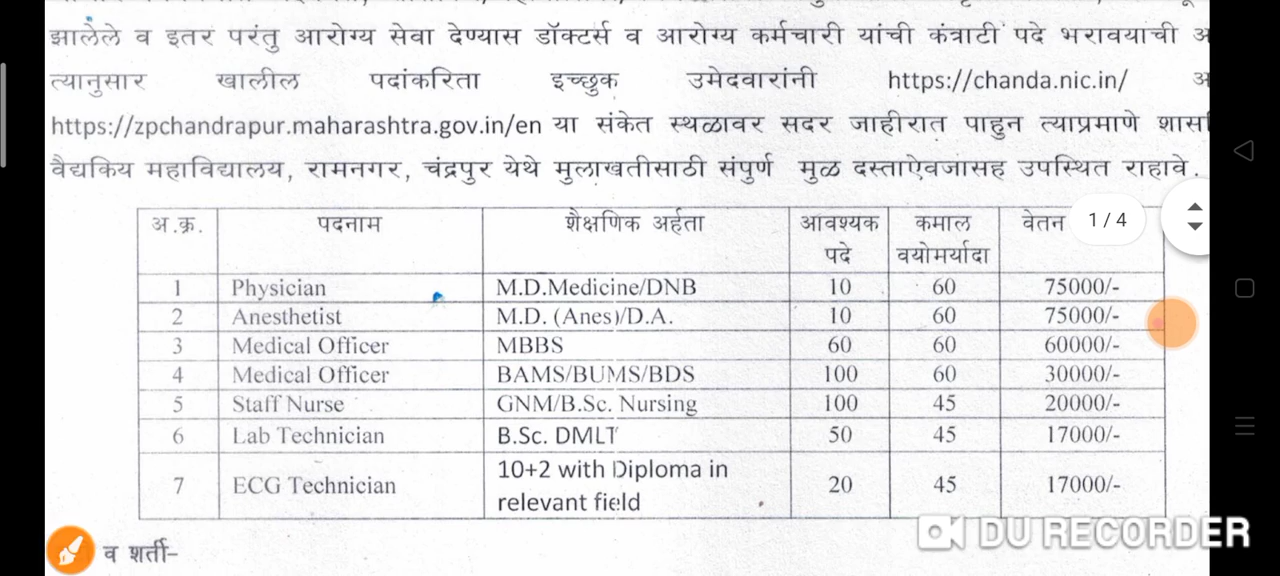 झालेले व इतर परंतु आरोग्य सेवा देण्यास डॉक्टर्स व आरोग्य कर्मचारी यांची कंत्राटी पदे भरावयाची
त्यानुसार खालील पदांकरिता इच्छुक उमेदवारांनी https://chanda.nic.in/
https://zpchandrapur.maharashtra.gov.in/en या संकेत स्थळावर सदर जाहीरात पाहुन त्याप्रमाणे
वैद्यकिय महाविद्यालय, रामनगर, चंद्रपुर येथे मुलाखतीसाठी संपुर्ण मुळ दस्ताऐवजांसह उपस्थित राहावे.
अ.क्र. पदनाम शैक्षणिक अर्हता आवश्यक पदे कमाल वयोमर्यादा वेतन 1/4
1 Physician M.D.Medicine/DNB 10 60 75000/-
2 Anesthetist M.D. (Anes)/D.A. 10 60 75000/-
3 Medical Officer MBBS 60 60 60000/-
4 Medical Officer BAMS/BUMS/BDS 100 60 30000/-
5 Staff Nurse GNM/B.Sc. Nursing 100 45 20000/-
6 Lab Technician B.Sc. DMLT 50 45 17000/-
7 ECG Technician 10+2 with Diploma in relevant field 20 45 17000/-
DU RECORDER
व शर्ती-